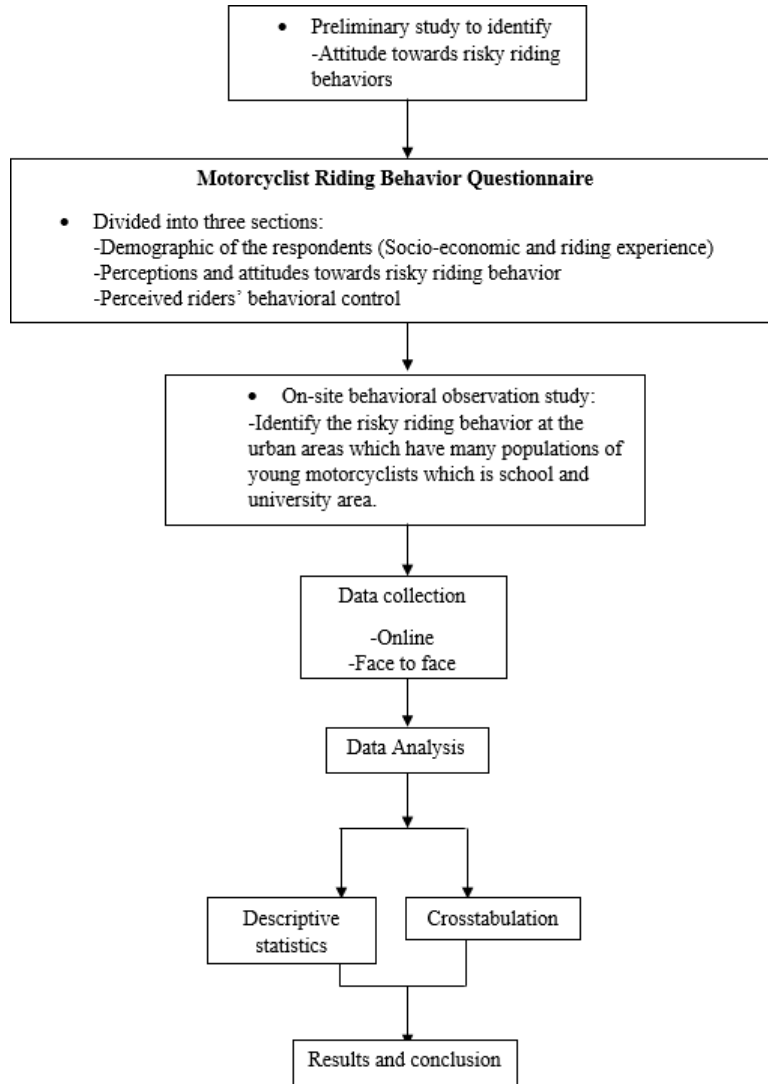 • Preliminary study to identify
-Attitude towards risky riding
behaviors
Motorcyclist Riding Behavior Questionnaire
• Divided into three sections:
-Demographic of the respondents (Socio-economic and riding experience)
-Perceptions and attitudes towards risky riding behavior
-Perceived riders’ behavioral control
• On-site behavioral observation study:
-Identify the risky riding behavior at the
urban areas which have many populations of
young motorcyclists which is school and
university area.
Data collection
-Online
-Face to face
Data Analysis
Descriptive
statistics
Crosstabulation
Results and conclusion